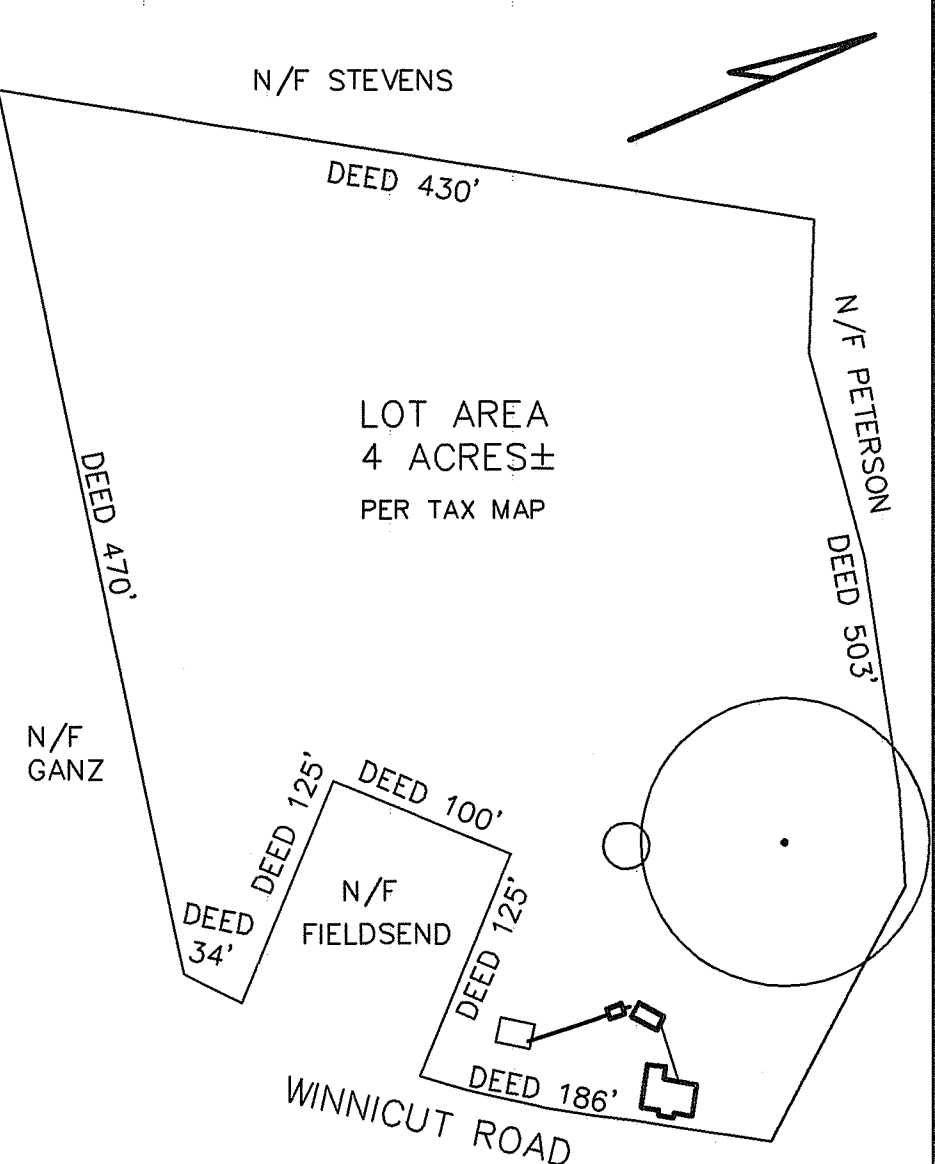 N/F STEVENS
DEED 430'
N/F PETERSON
LOT AREA
4 ACRES±
PER TAX MAP
DEED 470'
DEED 503'
N/F
GANZ
DEED 125'
DEED 100'
N/F
FIELDSEND
DEED 125'
DEED
34'
DEED 186'
WINNICUT ROAD